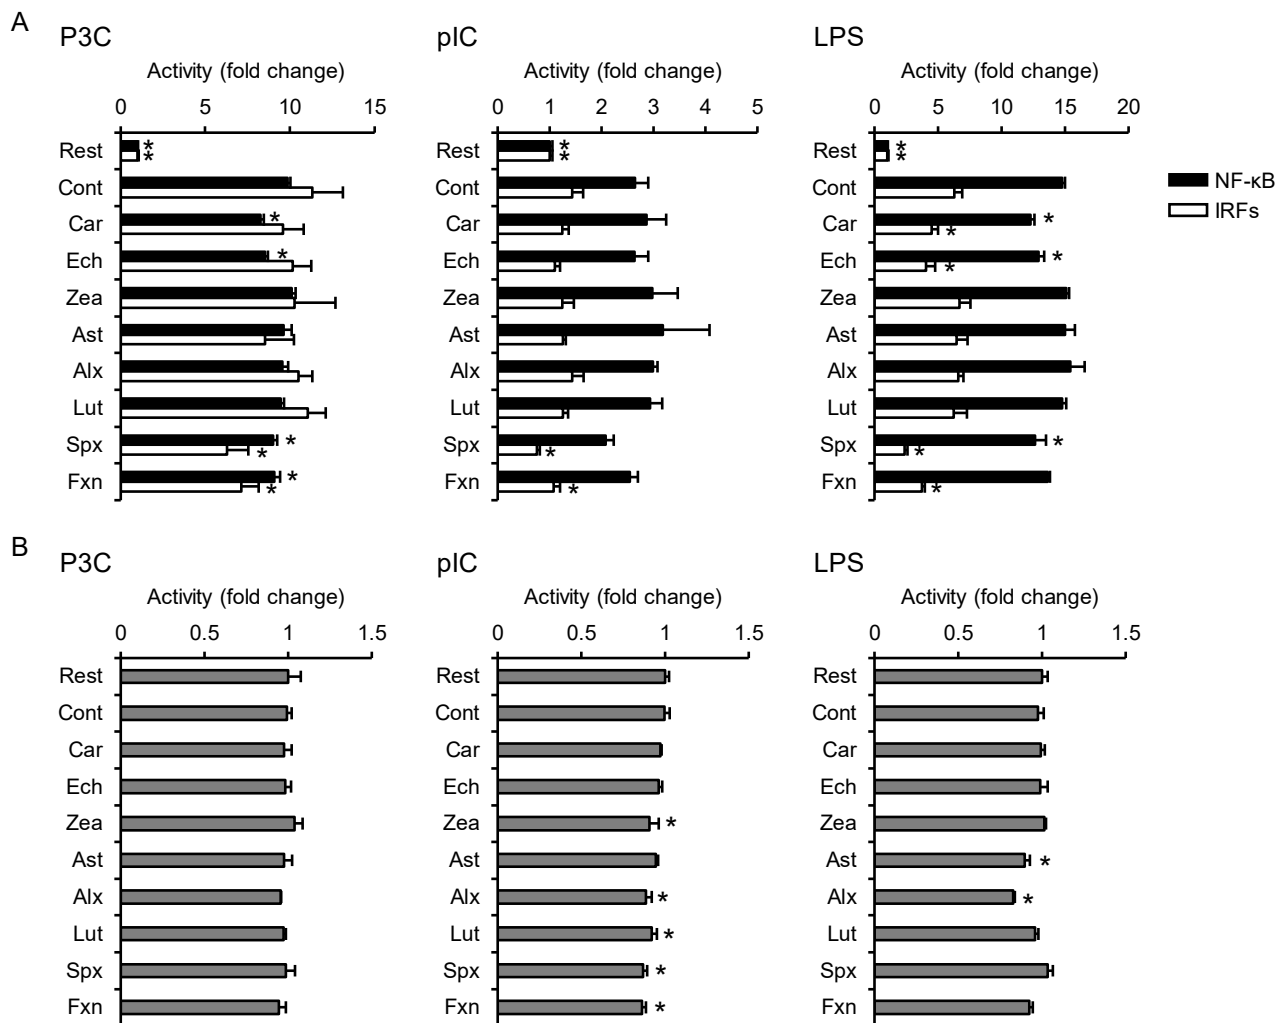 A
P3C
Activity (fold change)
0 5 10 15
Rest * *
Cont
Car *
Ech *
Zea
Ast
Alx
Lut
Spx * *
Fxn * *
pIC
Activity (fold change)
0 1 2 3 4 5
Rest * *
Cont
Car
Ech
Zea
Ast
Alx
Lut
Spx *
Fxn *
LPS
Activity (fold change)
0 5 10 15 20
Rest * *
Cont
Car * *
Ech * *
Zea
Ast
Alx
Lut
Spx * *
Fxn *
NF-κB
IRFs
B
P3C
Activity (fold change)
0 0.5 1 1.5
Rest
Cont
Car
Ech
Zea
Ast
Alx
Lut
Spx
Fxn
pIC
Activity (fold change)
0 0.5 1 1.5
Rest
Cont
Car
Ech
Zea *
Ast
Alx *
Lut *
Spx *
Fxn *
LPS
Activity (fold change)
0 0.5 1 1.5
Rest
Cont
Car
Ech
Zea
Ast *
Alx *
Lut
Spx
Fxn